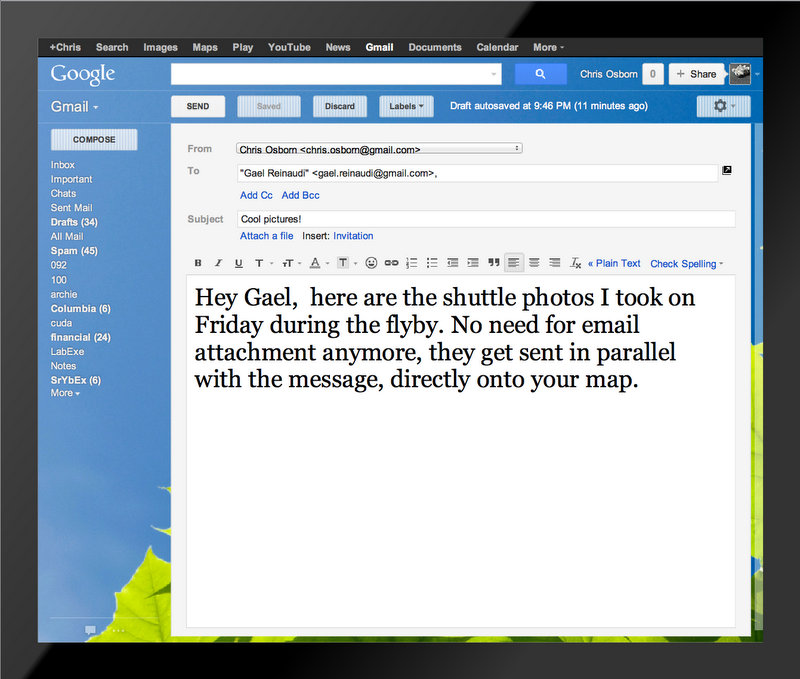 +Chris Search Images Maps Play YouTube News Gmail Documents Calendar More
Google
Chris Osborn 0 + Share
Gmail
SEND Saved Discard Labels Draft autosaved at 9:46 PM (11 minutes ago)
COMPOSE
Inbox
Important
Chats
Sent Mail
Drafts (34)
All Mail
Spam (45)
092
100
archie
Columbia (6)
cuda
financial (24)
LabExe
Notes
SrYbEx (6)
More
From Chris Osborn <chris.osborn@gmail.com>
To "Gael Reinaudi" <gael.reinaudi@gmail.com>,
Add Cc Add Bcc
Subject Cool pictures!
Attach a file Insert: Invitation
B I U T тT A T « Plain Text Check Spelling
Hey Gael, here are the shuttle photos I took on
Friday during the flyby. No need for email
attachment anymore, they get sent in parallel
with the message, directly onto your map.